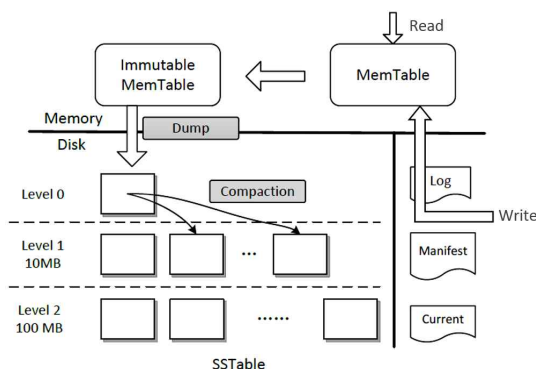 Read
Immutable
MemTable
MemTable
Memory
Dump
Disk
Level 0
Compaction
Log
Write
Level 1
10MB
...
Manifest
Level 2
100 MB
......
Current
SSTable